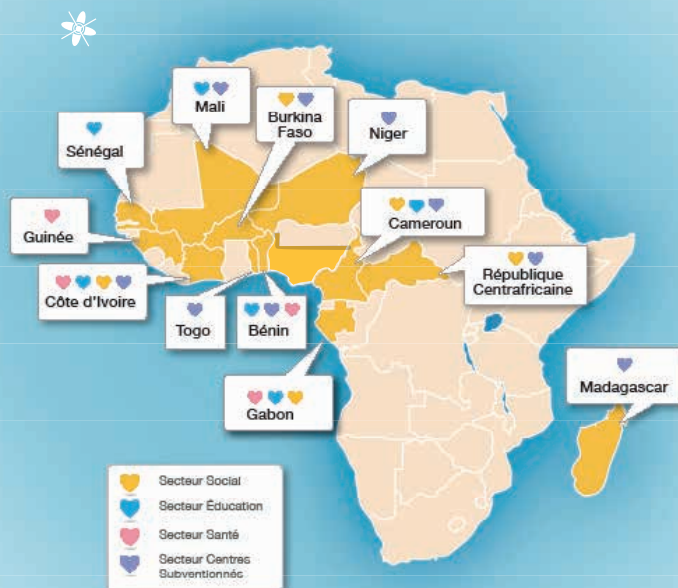 Mali
Burkina
Faso
Niger
Sénégal
Cameroun
Guinée
République
Centrafricaine
Côte d'Ivoire
Togo
Bénin
Madagascar
Gabon
Secteur Social
Secteur Éducation
Secteur Santé
Secteur Centres
Subventionnés